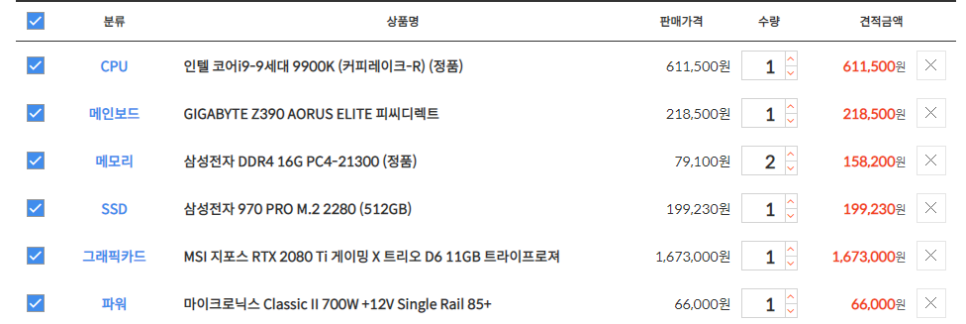 분류 상품명 판매가격 수량 견적금액
CPU 인텔 코어i9-9세대 9900K (커피레이크-R) (정품) 611,500원 1 611,500원
메인보드 GIGABYTE Z390 AORUS ELITE 피씨디렉트 218,500원 1 218,500원
메모리 삼성전자 DDR4 16G PC4-21300 (정품) 79,100원 2 158,200원
SSD 삼성전자 970 PRO M.2 2280 (512GB) 199,230원 1 199,230원
그래픽카드 MSI 지포스 RTX 2080 Ti 게이밍 X 트리오 D6 11GB 트라이프로져 1,673,000원 1 1,673,000원
파워 마이크로닉스 Classic II 700W +12V Single Rail 85+ 66,000원 1 66,000원